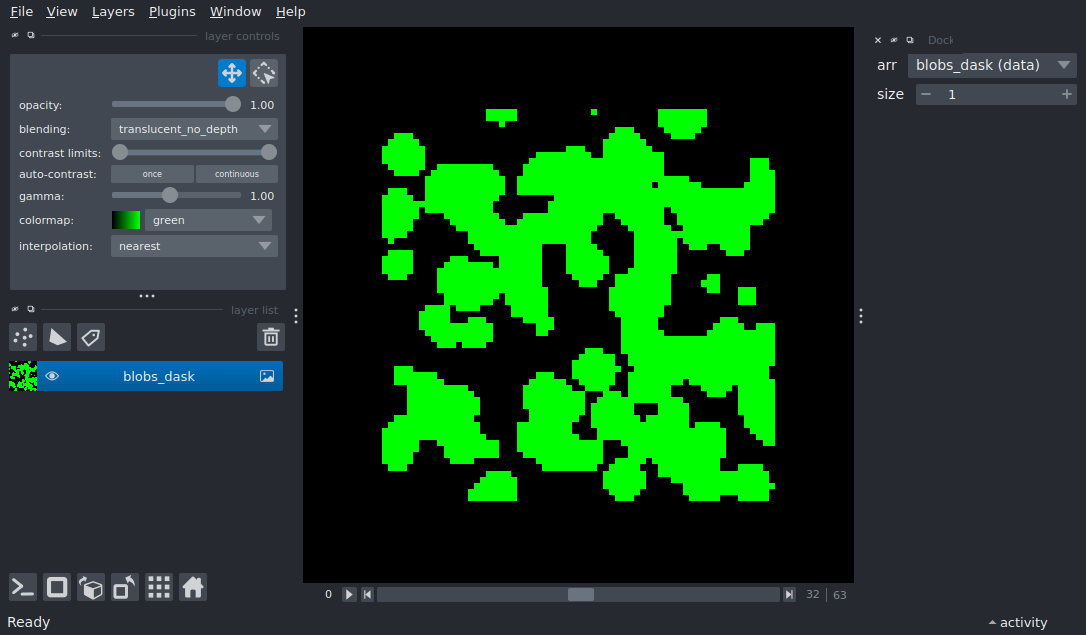 File View Layers Plugins Window Help
layer controls
opacity: 1.00
blending: translucent_no_depth
contrast limits:
auto-contrast: once continuous
gamma: 1.00
colormap: green
interpolation: nearest
layer list
blobs_dask
0 32 63
Ready
Dock
arr blobs_dask (data)
size 1
activity